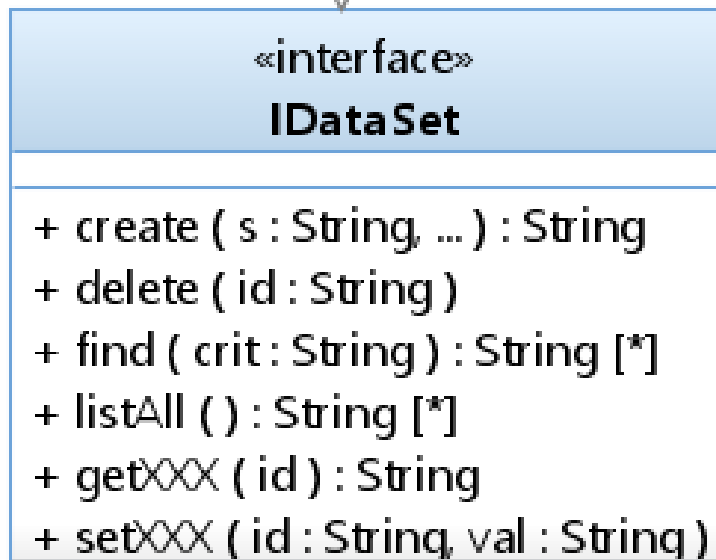 «interface»
IDataSet
+ create ( s : String, ... ) : String
+ delete ( id : String )
+ find ( crit : String ) : String [*]
+ listAll () : String [*]
+ getXXX ( id ) : String
+ setXXX ( id : String, val : String )